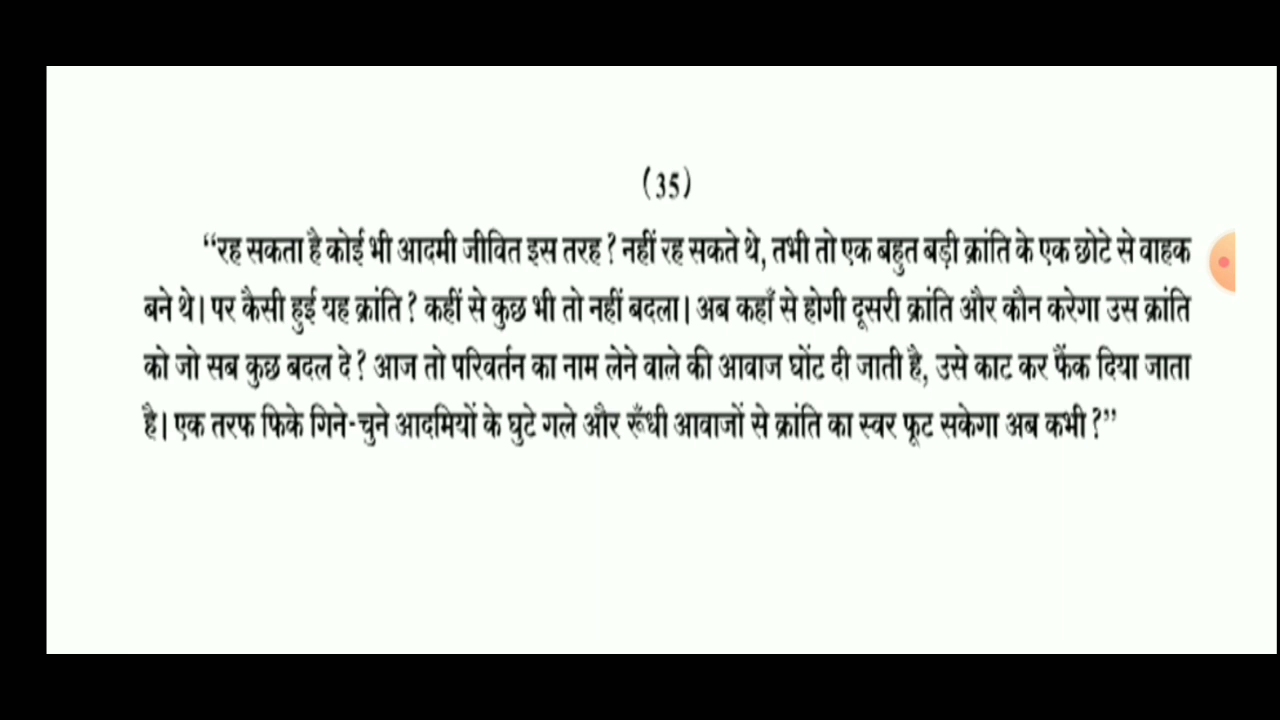 (35)
“रह सकता है कोई भी आदमी जीवित इस तरह ? नहीं रह सकते थे, तभी तो एक बहुत बड़ी क्रांति के एक छोटे से वाहक
बने थे। पर कैसी हुई यह क्रांति ? कहीं से कुछ भी तो नहीं बदला। अब कहाँ से होगी दूसरी क्रांति और कौन करेगा उस क्रांति
को जो सब कुछ बदल दे ? आज तो परिवर्तन का नाम लेने वाले की आवाज घोंट दी जाती है, उसे काट कर फैंक दिया जाता
है। एक तरफ फिके गिने-चुने आदमियों के घुटे गले और रूँधी आवाजों से क्रांति का स्वर फूट सकेगा अब कभी ?”